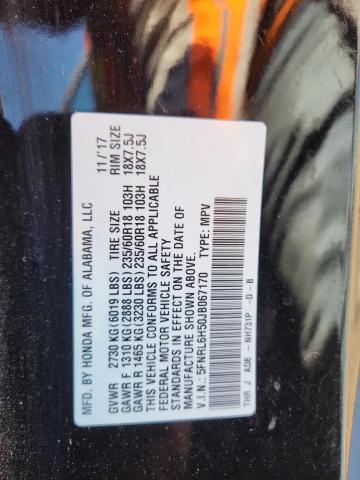 MFD. BY HONDA MFG. OF ALABAMA, LLC 11/17
GVWR 2730 KG(6019 LBS) TIRE SIZE RIM SIZE
GAWR F 1310 KG(2888 LBS)235/60R18 103H 18X7.5J
GAWR R 1465 KG(3230 LBS)235/60R18 103H 18X7.5J
THIS VEHICLE CONFORMS TO ALL APPLICABLE
FEDERAL MOTOR VEHICLE SAFETY
STANDARDS IN EFFECT ON THE DATE OF
MANUFACTURE SHOWN ABOVE.
V.I.N.: 5FNRL6H50JB067170 TYPE: MPV
THR J AD8 - NH731P -D-B